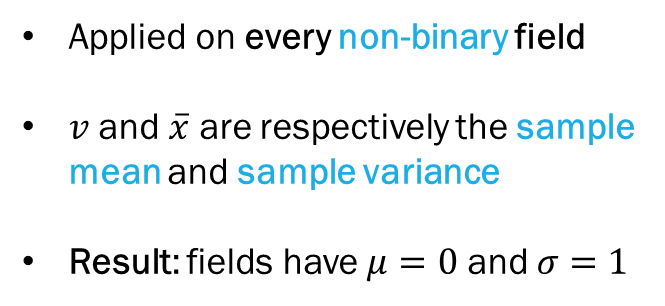 • Applied on every non-binary field
• v and x̄ are respectively the sample
mean and sample variance
• Result: fields have μ = 0 and σ = 1